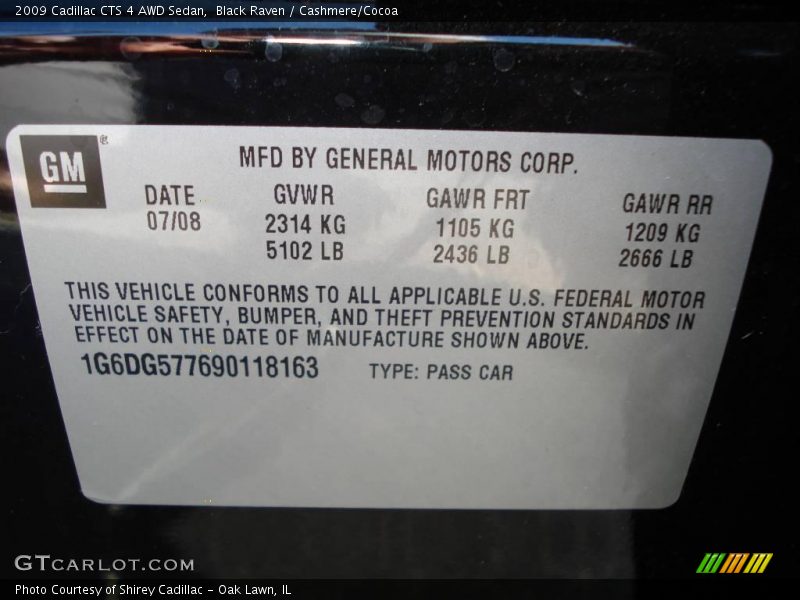 2009 Cadillac CTS 4 AWD Sedan, Black Raven / Cashmere/Cocoa
GM ®
MFD BY GENERAL MOTORS CORP.
DATE GVWR GAWR FRT GAWR RR
07/08 2314 KG 1105 KG 1209 KG
5102 LB 2436 LB 2666 LB
THIS VEHICLE CONFORMS TO ALL APPLICABLE U.S. FEDERAL MOTOR
VEHICLE SAFETY, BUMPER, AND THEFT PREVENTION STANDARDS IN
EFFECT ON THE DATE OF MANUFACTURE SHOWN ABOVE.
1G6DG577690118163 TYPE: PASS CAR
GTCARLOT.COM
Photo Courtesy of Shirey Cadillac - Oak Lawn, IL